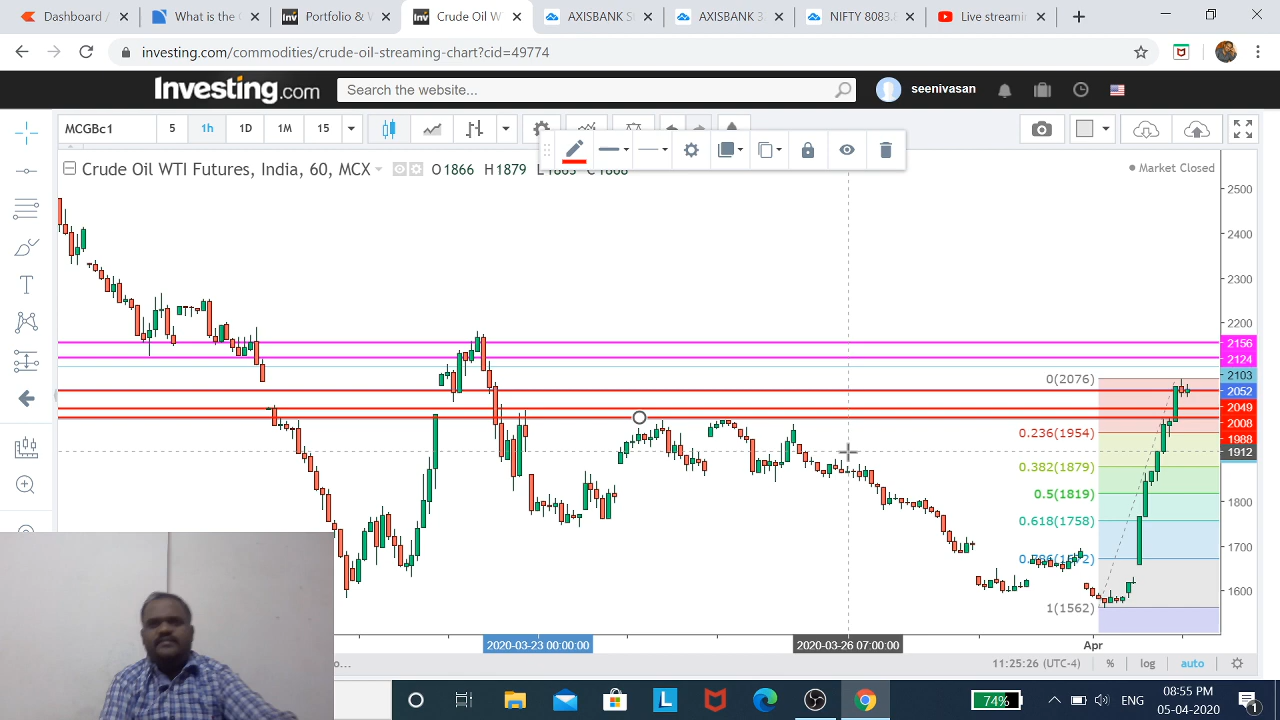 Dashboard /
What is the
Portfolio & W
Crude Oil W
AXISBANK S
AXISBANK 3
NIFTY 8083.
Live streami
investing.com/commodities/crude-oil-streaming-chart?cid=49774
Investing.com
Search the website...
seenivasan
MCGBc1
5
1h
1D
1M
15
Crude Oil WTI Futures, India, 60, MCX
O1866 H1879
Market Closed
2500
2400
2300
2200
2156
2124
2103
0(2076)
2052
2049
2008
0.236(1954)
1988
1912
0.382(1879)
0.5(1819)
1800
0.618(1758)
1700
1600
1(1562)
2020-03-23 00:00:00
2020-03-26 07:00:00
Apr
11:25:26 (UTC-4)
%
log
auto
74%
ENG
08:55 PM
05-04-2020
1